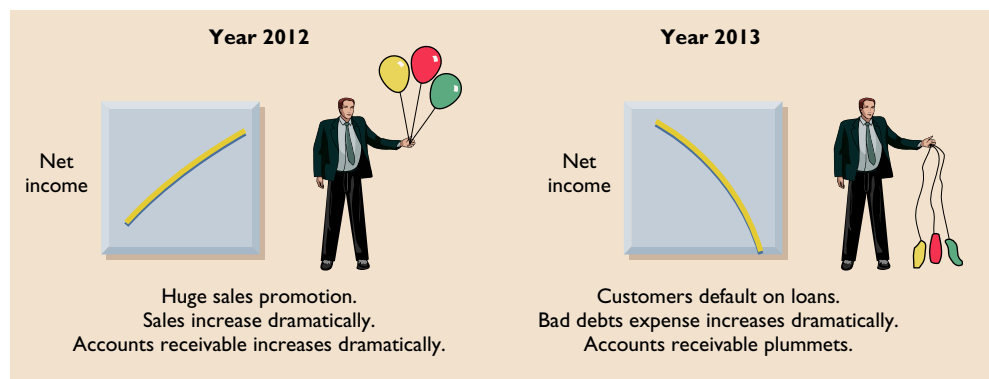 Year 2012
Net
income
Huge sales promotion.
Sales increase dramatically.
Accounts receivable increases dramatically.
Year 2013
Net
income
Customers default on loans.
Bad debts expense increases dramatically.
Accounts receivable plummets.